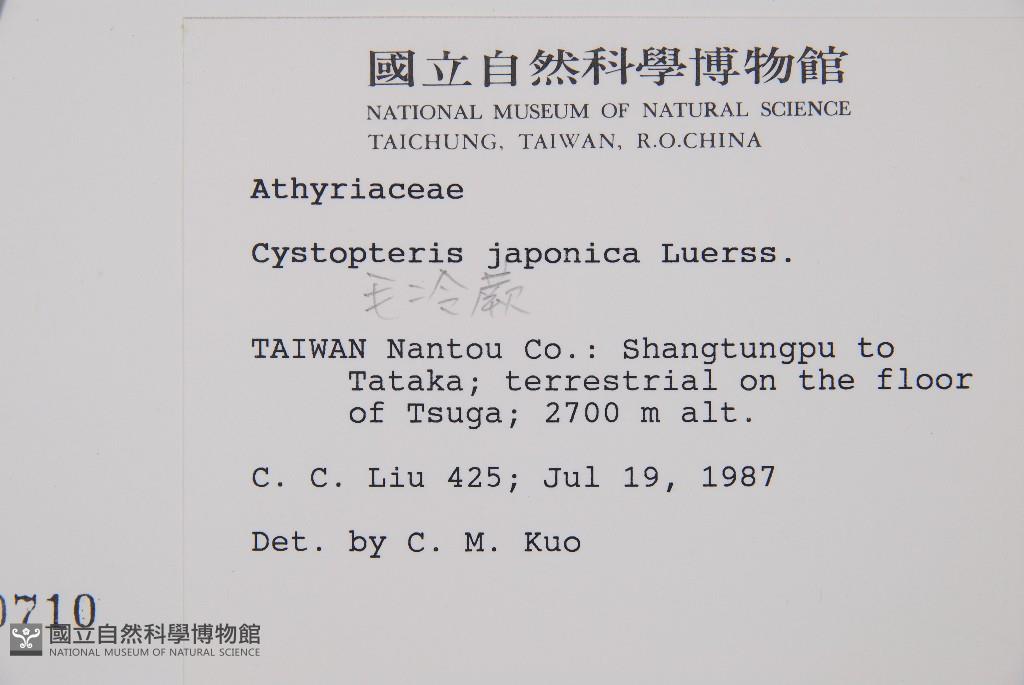 國立自然科學博物館
NATIONAL MUSEUM OF NATURAL SCIENCE
TAICHUNG, TAIWAN, R.O.CHINA
Athyriaceae
Cystopteris japonica Luerss.
毛冷蕨
TAIWAN Nantou Co.: Shangtungpu to
Tataka; terrestrial on the floor
of Tsuga; 2700 m alt.
C. C. Liu 425; Jul 19, 1987
Det. by C. M. Kuo
0710
國立自然科學博物館
NATIONAL MUSEUM OF NATURAL SCIENCE